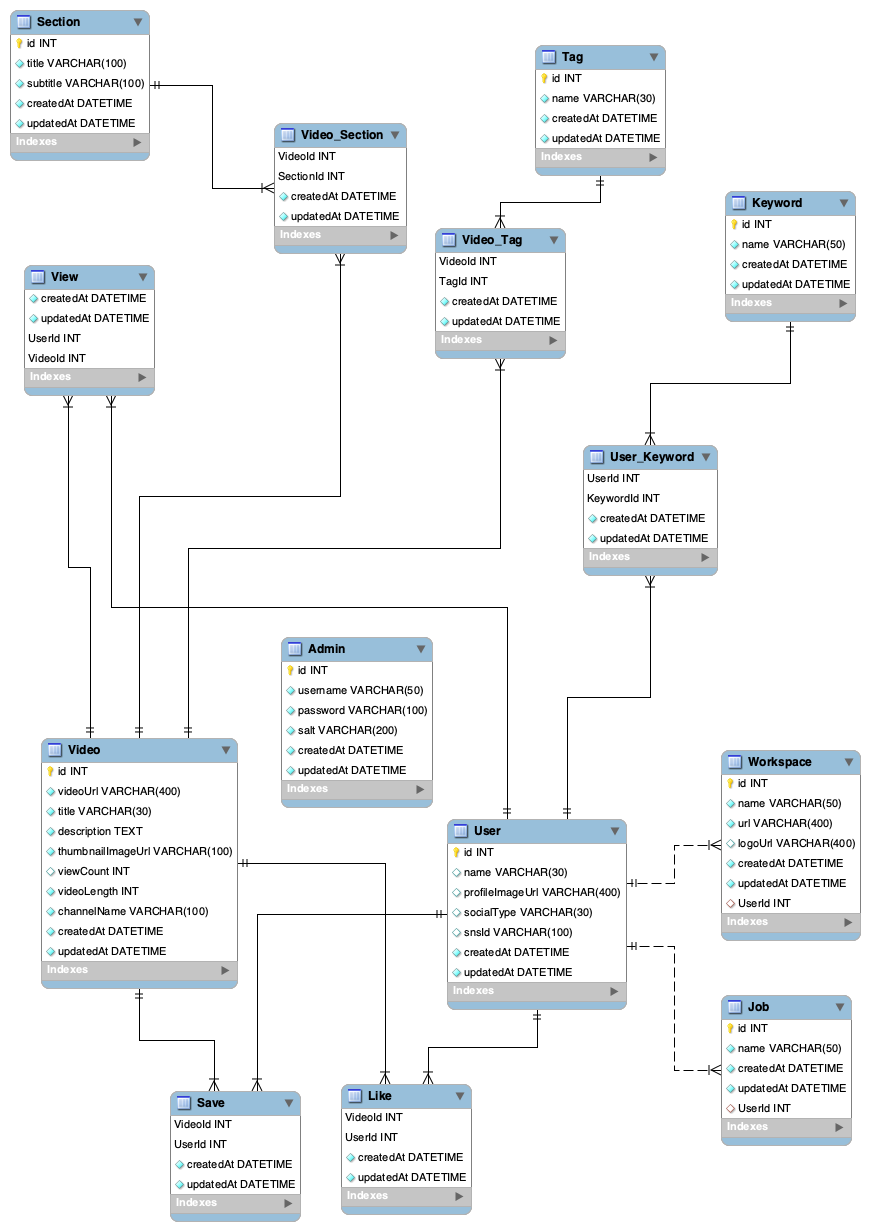 Section
id INT
title VARCHAR(100)
subtitle VARCHAR(100)
createdAt DATETIME
updatedAt DATETIME
Indexes
Tag
id INT
name VARCHAR(30)
createdAt DATETIME
updatedAt DATETIME
Indexes
Video_Section
VideoId INT
SectionId INT
createdAt DATETIME
updatedAt DATETIME
Indexes
Keyword
id INT
name VARCHAR(50)
createdAt DATETIME
updatedAt DATETIME
Indexes
Video_Tag
VideoId INT
TagId INT
createdAt DATETIME
updatedAt DATETIME
Indexes
View
createdAt DATETIME
updatedAt DATETIME
UserId INT
VideoId INT
Indexes
User_Keyword
UserId INT
KeywordId INT
createdAt DATETIME
updatedAt DATETIME
Indexes
Admin
id INT
username VARCHAR(50)
password VARCHAR(100)
salt VARCHAR(200)
createdAt DATETIME
updatedAt DATETIME
Indexes
Video
id INT
videoUrl VARCHAR(400)
title VARCHAR(30)
description TEXT
thumbnailImageUrl VARCHAR(100)
viewCount INT
videoLength INT
channelName VARCHAR(100)
createdAt DATETIME
updatedAt DATETIME
Indexes
User
id INT
name VARCHAR(30)
profileImageUrl VARCHAR(400)
socialType VARCHAR(30)
snsId VARCHAR(100)
createdAt DATETIME
updatedAt DATETIME
Indexes
Workspace
id INT
name VARCHAR(50)
url VARCHAR(400)
logoUrl VARCHAR(400)
createdAt DATETIME
updatedAt DATETIME
UserId INT
Indexes
Job
id INT
name VARCHAR(50)
createdAt DATETIME
updatedAt DATETIME
UserId INT
Indexes
Save
VideoId INT
UserId INT
createdAt DATETIME
updatedAt DATETIME
Indexes
Like
VideoId INT
UserId INT
createdAt DATETIME
updatedAt DATETIME
Indexes